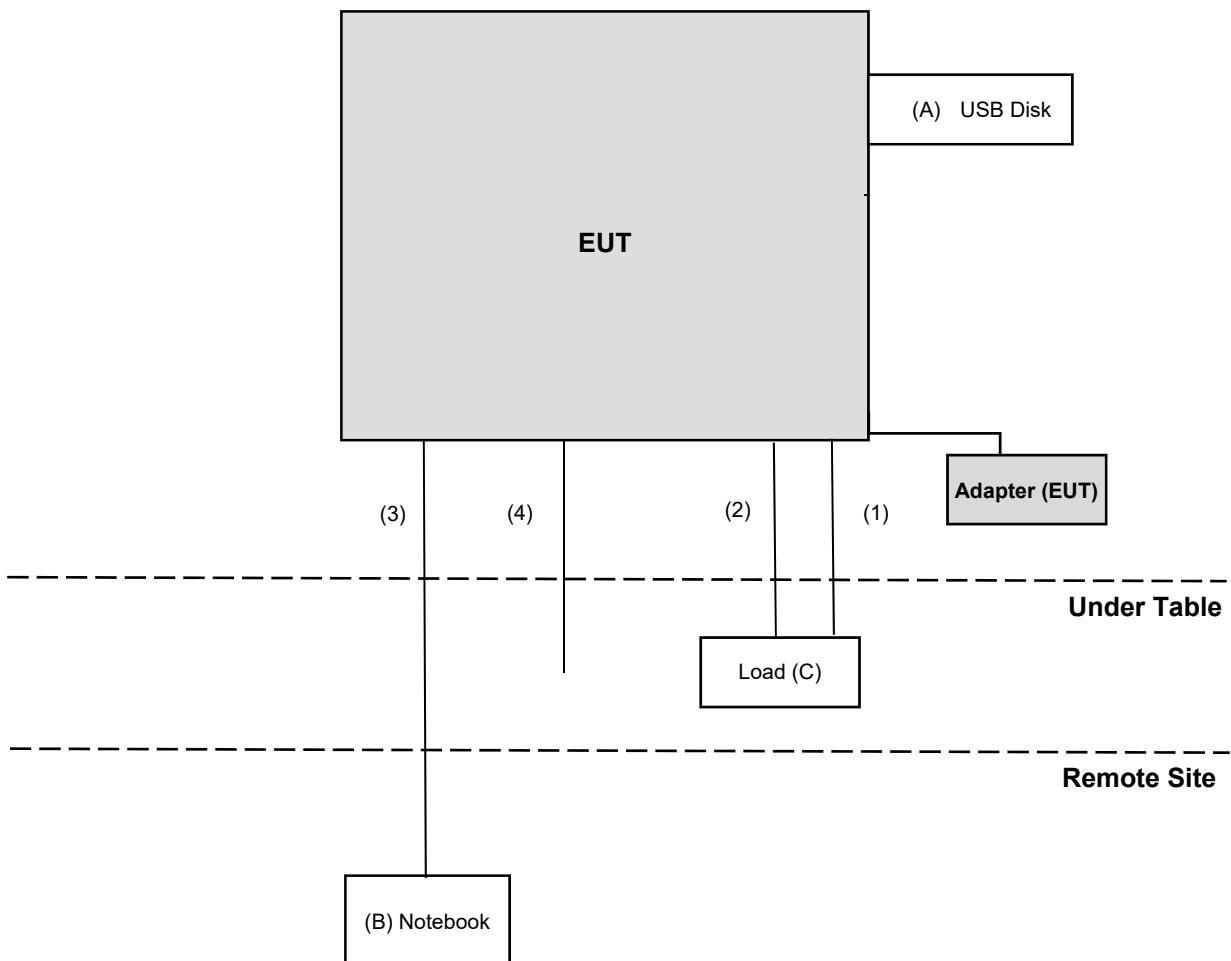 (A) USB Disk
EUT
Adapter (EUT)
(3)
(4)
(2)
(1)
Under Table
Load (C)
Remote Site
(B) Notebook